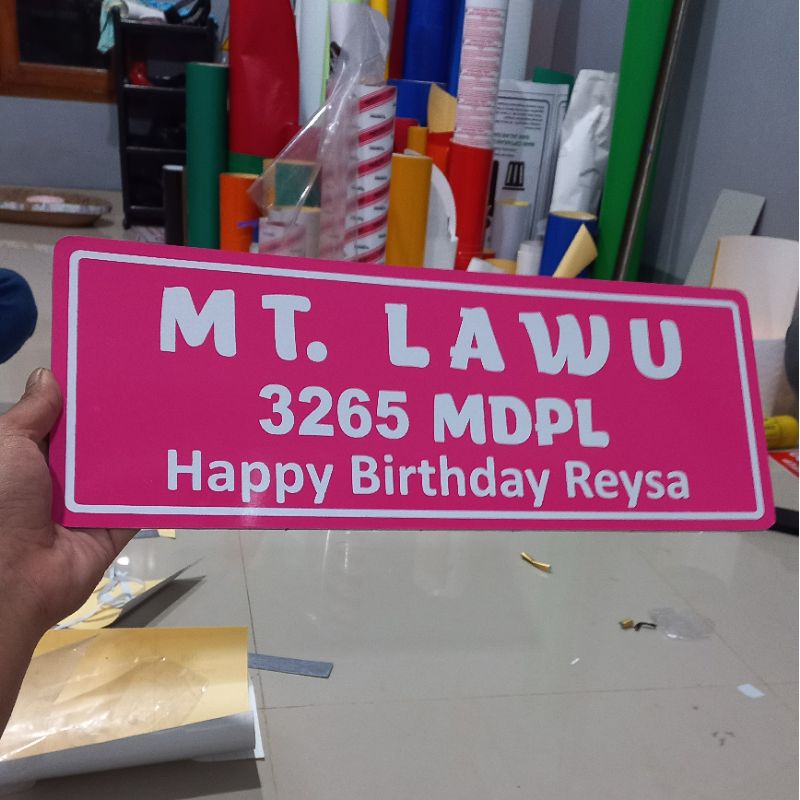 MT. LAWU
3265 MDPL
Happy Birthday Reysa